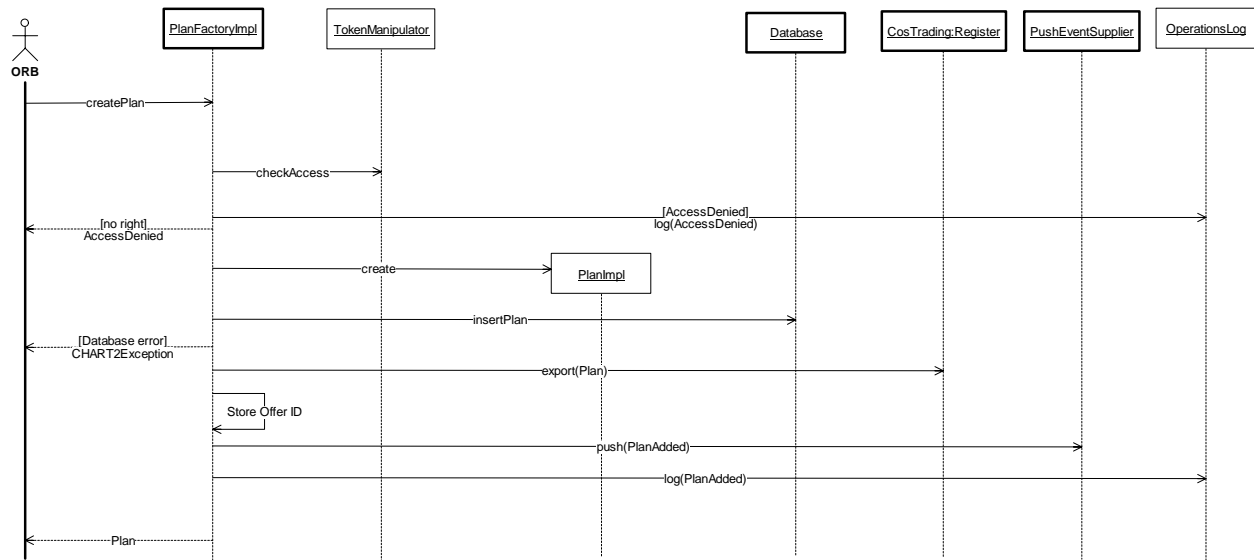 PlanFactoryImpl
TokenManipulator
Database
CosTrading:Register
PushEventSupplier
OperationsLog
ORB
createPlan
checkAccess
[AccessDenied]
log(AccessDenied)
[no right]
AccessDenied
create
PlanImpl
insertPlan
[Database error]
CHART2Exception
export(Plan)
Store Offer ID
push(PlanAdded)
log(PlanAdded)
Plan